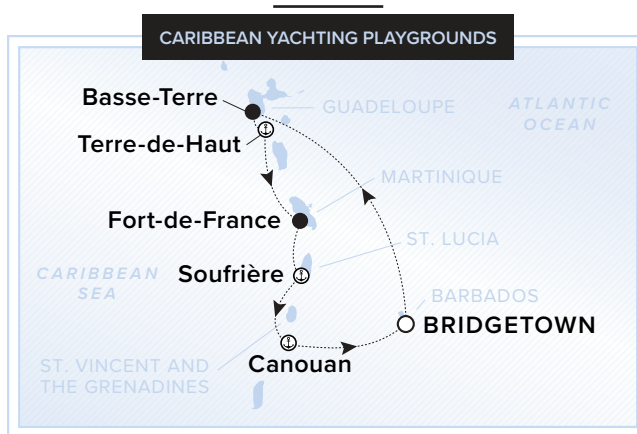 CARIBBEAN YACHTING PLAYGROUNDS
Basse-Terre
GUADELOUPE
ATLANTIC
OCEAN
Terre-de-Haut
MARTINIQUE
Fort-de-France
ST. LUCIA
CARIBBEAN
SEA
Soufrière
BARBADOS
BRIDGETOWN
ST. VINCENT AND
THE GRENADINES
Canouan